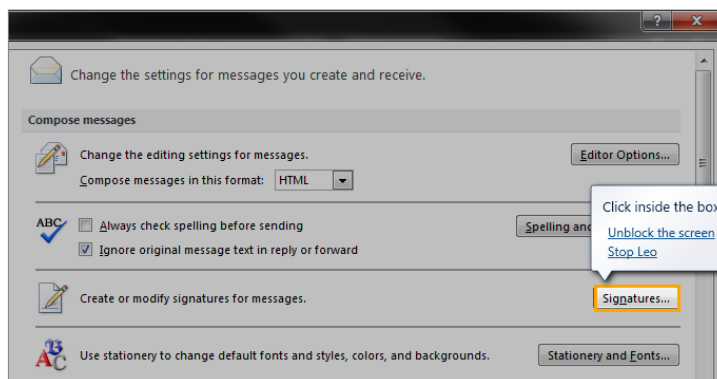 ?
X
Change the settings for messages you create and receive.
Compose messages
Change the editing settings for messages.
Editor Options...
Compose messages in this format: HTML
ABC
Always check spelling before sending
Spelling and
Ignore original message text in reply or forward
Click inside the box
Unblock the screen
Stop Leo
Create or modify signatures for messages.
Signatures...
Use stationery to change default fonts and styles, colors, and backgrounds.
Stationery and Fonts...